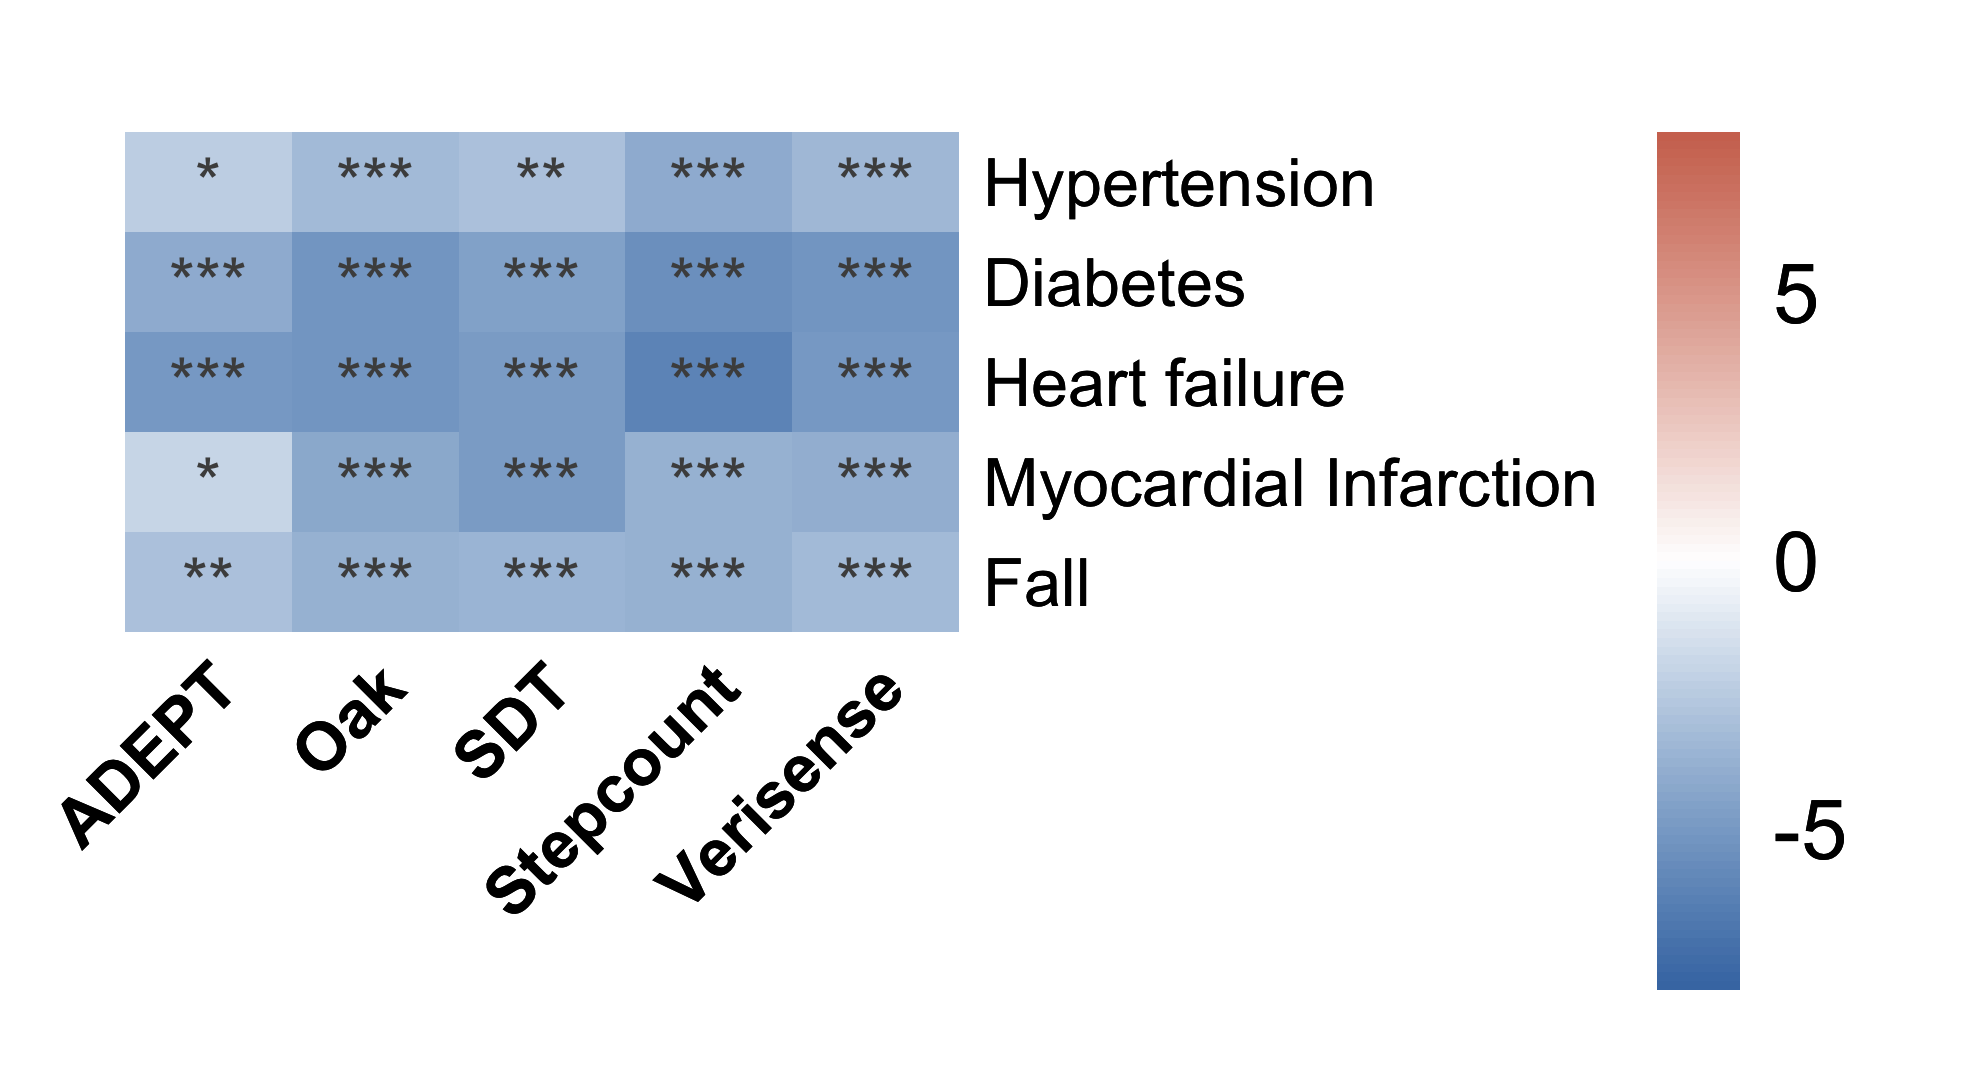 * *** ** *** *** Hypertension
*** *** *** *** *** Diabetes
*** *** *** *** *** Heart failure
* *** *** *** *** Myocardial Infarction
** *** *** *** *** Fall
ADEPT
Oak
SDT
Stepcount
Verisense
5
0
-5